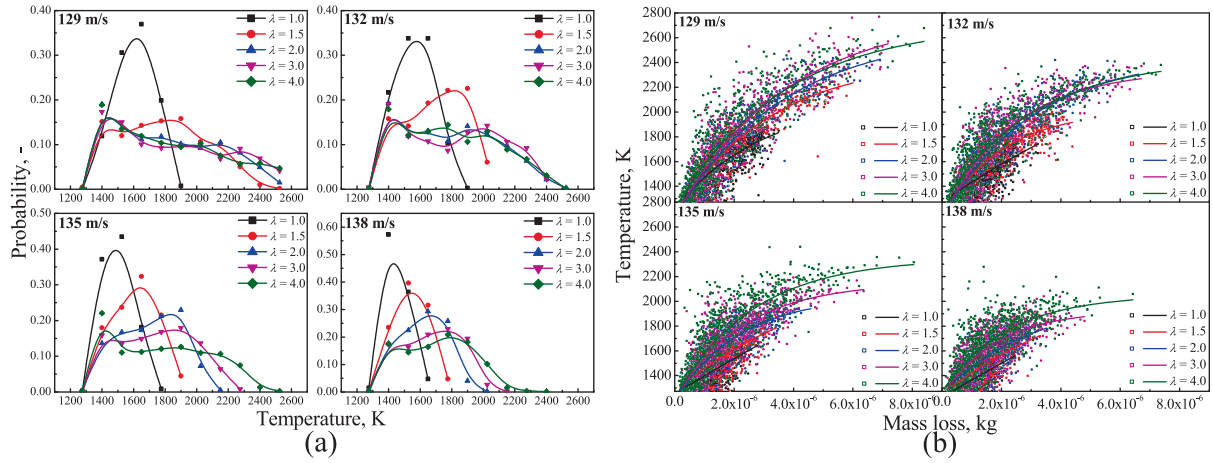 129 m/s
0.40
0.30
0.20
0.10
0.00
λ = 1.0
λ = 1.5
λ = 2.0
λ = 3.0
λ = 4.0
132 m/s
0.40
0.30
0.20
0.10
0.00
λ = 1.0
λ = 1.5
λ = 2.0
λ = 3.0
λ = 4.0
135 m/s
0.50
0.40
0.30
0.20
0.10
0.00
λ = 1.0
λ = 1.5
λ = 2.0
λ = 3.0
λ = 4.0
138 m/s
0.60
0.45
0.30
0.15
0.00
λ = 1.0
λ = 1.5
λ = 2.0
λ = 3.0
λ = 4.0
Probability, -
1200 1400 1600 1800 2000 2200 2400 2600
1200 1400 1600 1800 2000 2200 2400 2600
Temperature, K
(a)
129 m/s
2800
2600
2400
2200
2000
1800
1600
1400
λ = 1.0
λ = 1.5
λ = 2.0
λ = 3.0
λ = 4.0
132 m/s
λ = 1.0
λ = 1.5
λ = 2.0
λ = 3.0
λ = 4.0
135 m/s
2800
2600
2400
2200
2000
1800
1600
1400
λ = 1.0
λ = 1.5
λ = 2.0
λ = 3.0
λ = 4.0
138 m/s
λ = 1.0
λ = 1.5
λ = 2.0
λ = 3.0
λ = 4.0
Temperature, K
0.0 2.0x10⁻⁶ 4.0x10⁻⁶ 6.0x10⁻⁶ 8.0x10⁻⁶
0.0 2.0x10⁻⁶ 4.0x10⁻⁶ 6.0x10⁻⁶ 8.0x10⁻⁶
Mass loss, kg
(b)